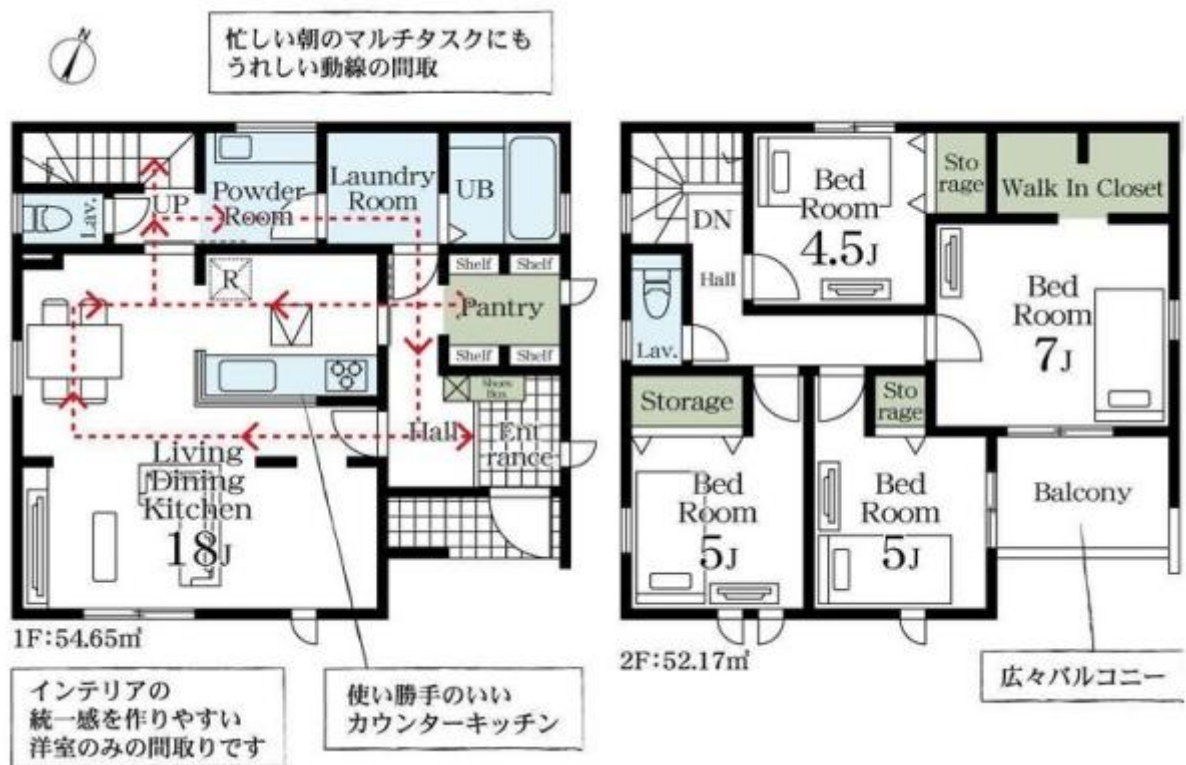 N
忙しい朝のマルチタスクにも
うれしい動線の間取
Lav.
UP
Powder
Room
Laundry
Room
UB
R
Shelf
Shelf
Pantry
Shelf
Shelf
Shoes
Box
Hall
Ent
rance
Living
Dining
Kitchen
18J
1F:54.65㎡
インテリアの
統一感を作りやすい
洋室のみの間取りです
使い勝手のいい
カウンターキッチン
DN
Hall
Lav.
Bed
Room
4.5J
Sto
rage
Walk In Closet
Bed
Room
7J
Storage
Bed
Room
5J
Sto
rage
Bed
Room
5J
Balcony
2F:52.17㎡
広々バルコニー